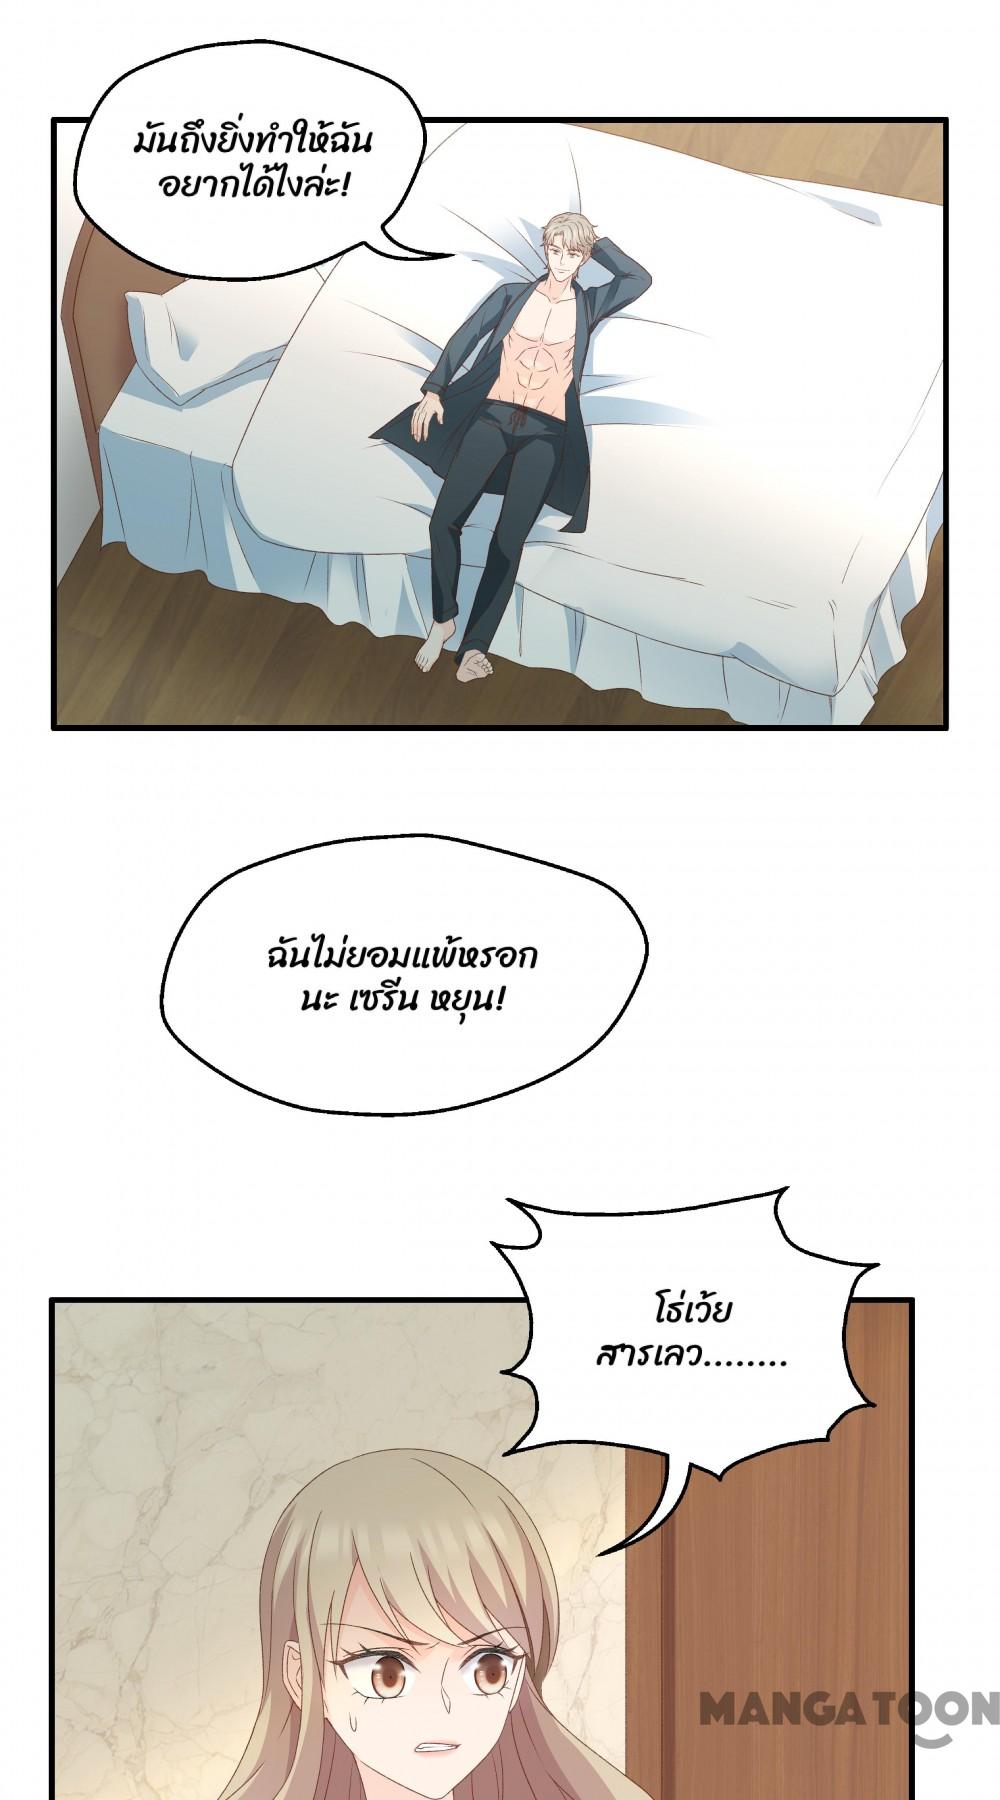 มันถึงยิ่งทำให้ฉัน
อยากได้ไงล่ะ!
ฉันไม่ยอมแพ้หรอก
นะ เซรีน หยุน!
โธ่เว้ย
สารเลว........
MANGATOON